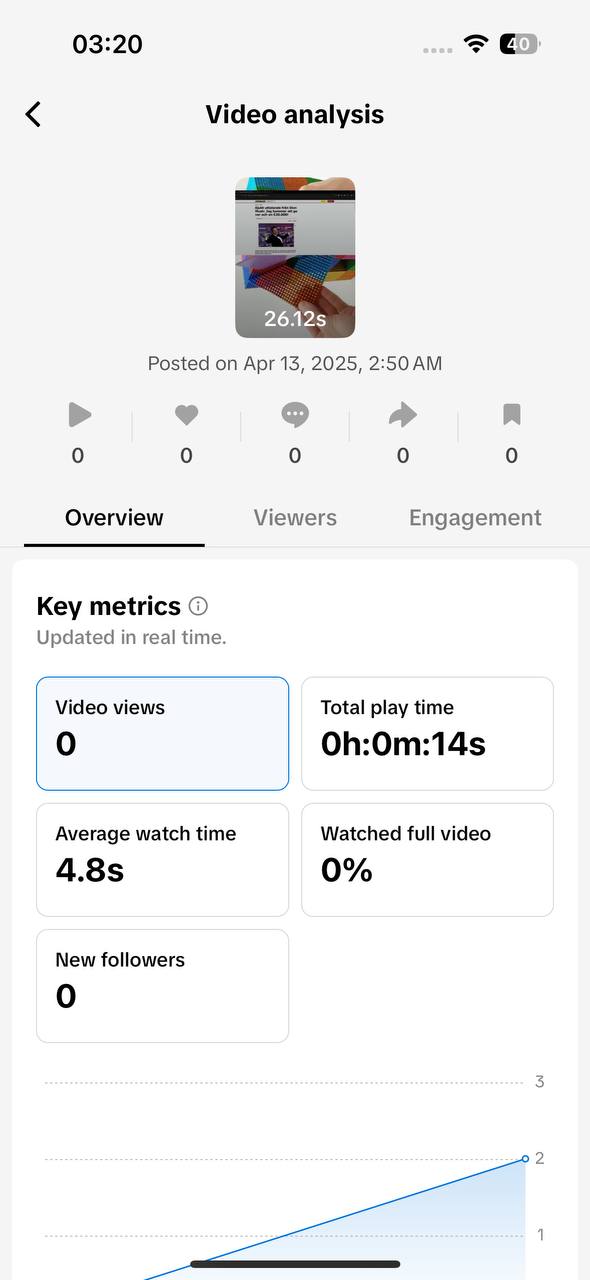 03:20
40
Video analysis
26.12s
Posted on Apr 13, 2025, 2:50 AM
0
0
0
0
0
Overview
Viewers
Engagement
Key metrics
Updated in real time.
Video views
0
Total play time
0h:0m:14s
Average watch time
4.8s
Watched full video
0%
New followers
0
3
2
1